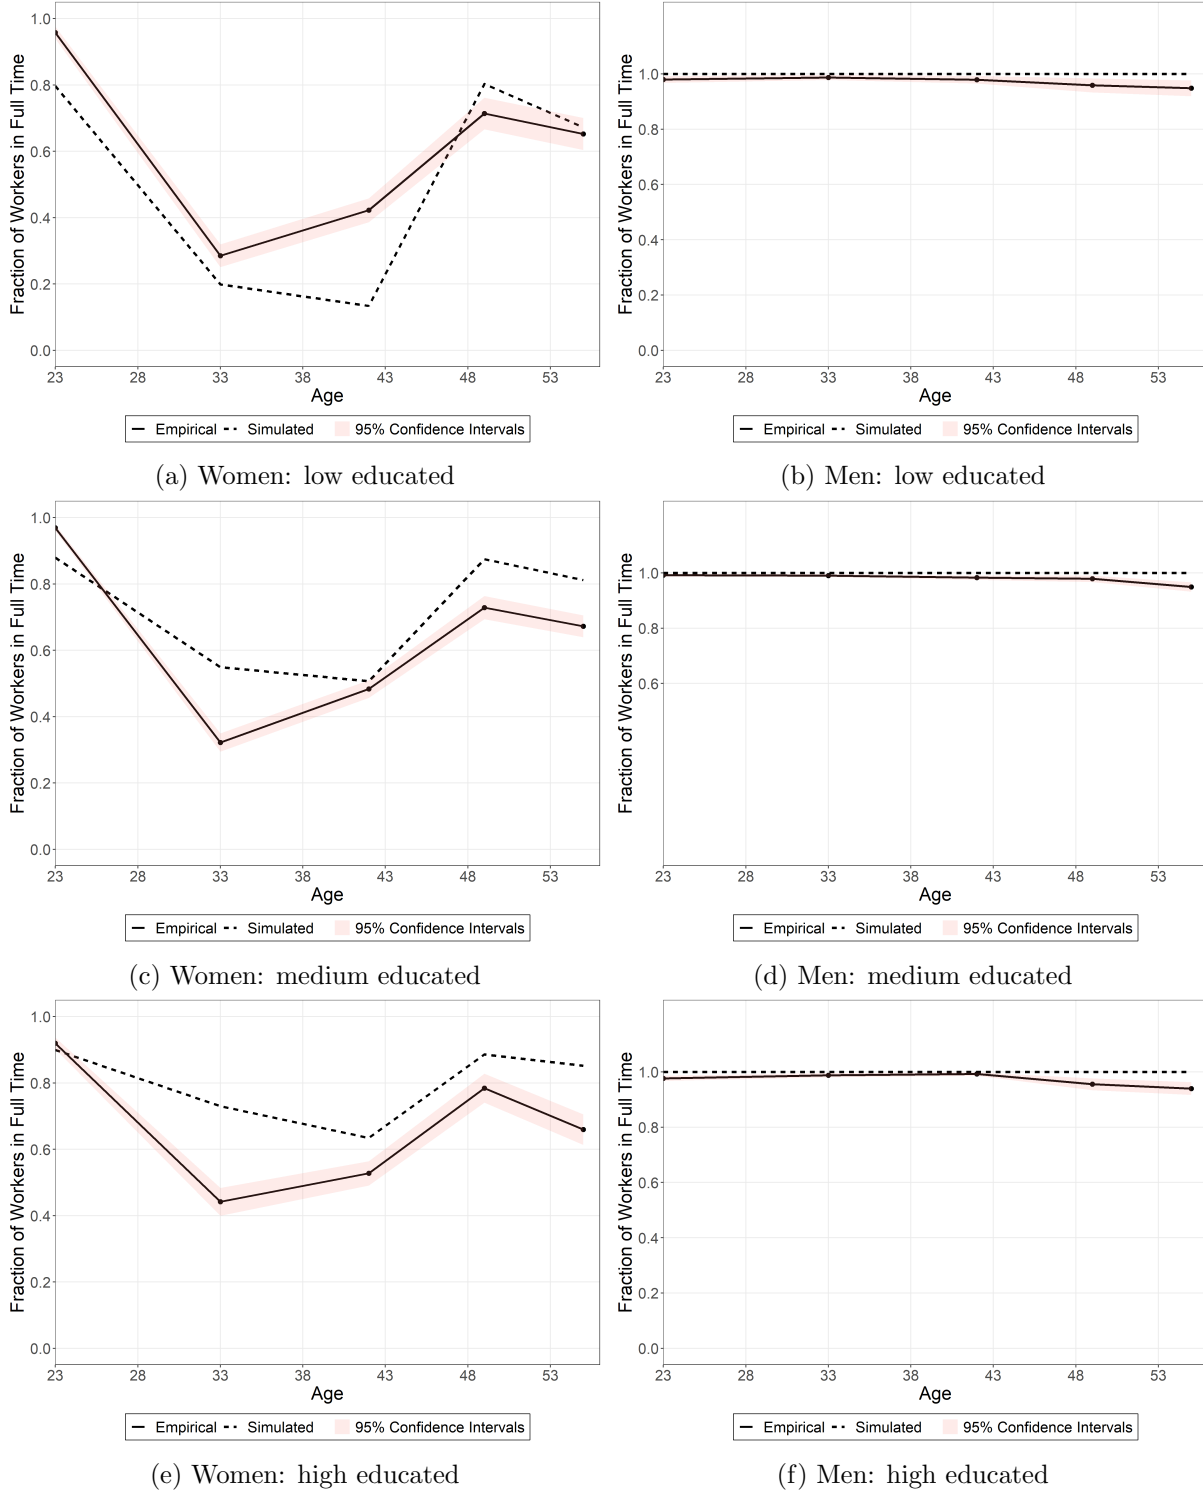 Fraction of Workers in Full Time
1.0
0.8
0.6
0.4
0.2
0.0
23 28 33 38 43 48 53
Age
Empirical Simulated 95% Confidence Intervals
(a) Women: low educated
Fraction of Workers in Full Time
1.0
0.8
0.6
0.4
0.2
0.0
23 28 33 38 43 48 53
Age
Empirical Simulated 95% Confidence Intervals
(b) Men: low educated
Fraction of Workers in Full Time
1.0
0.8
0.6
0.4
0.2
0.0
23 28 33 38 43 48 53
Age
Empirical Simulated 95% Confidence Intervals
(c) Women: medium educated
Fraction of Workers in Full Time
1.0
0.8
0.6
23 28 33 38 43 48 53
Age
Empirical Simulated 95% Confidence Intervals
(d) Men: medium educated
Fraction of Workers in Full Time
1.0
0.8
0.6
0.4
0.2
0.0
23 28 33 38 43 48 53
Age
Empirical Simulated 95% Confidence Intervals
(e) Women: high educated
Fraction of Workers in Full Time
1.0
0.8
0.6
0.4
0.2
0.0
23 28 33 38 43 48 53
Age
Empirical Simulated 95% Confidence Intervals
(f) Men: high educated